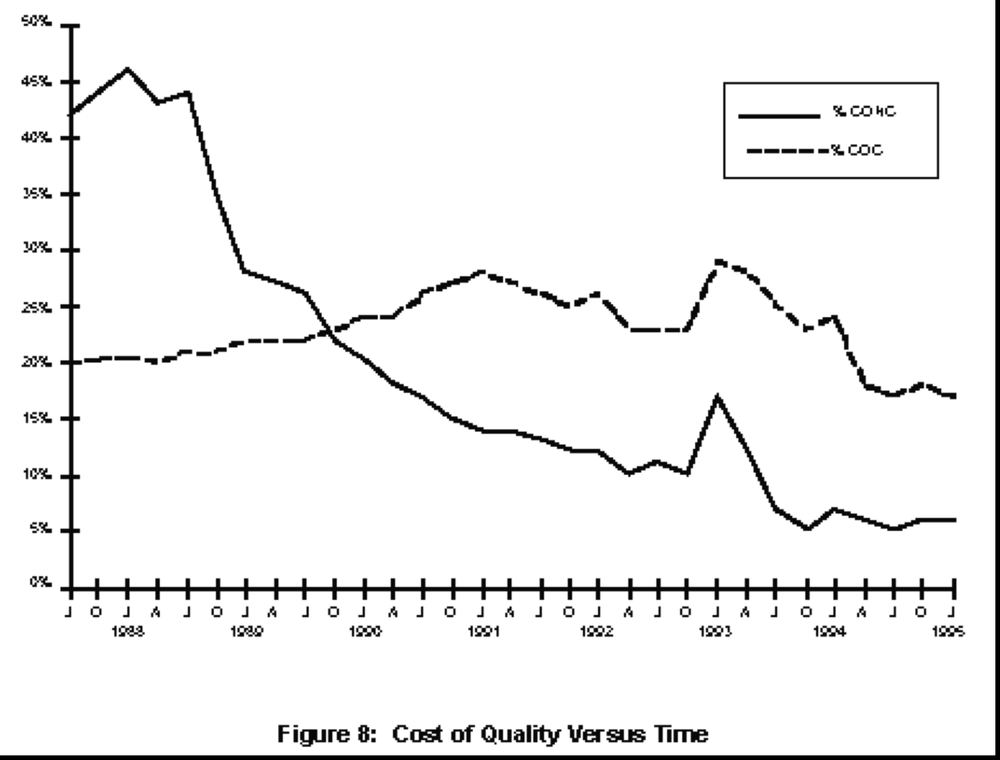 50%
45%
40%
35%
30%
25%
20%
15%
10%
5%
0%
% CONC
% COC
J O J A J O J A J O J A J O J A J O J A J O J A J O J A J O J
1988 1989 1990 1991 1992 1993 1994 1995
Figure 8: Cost of Quality Versus Time